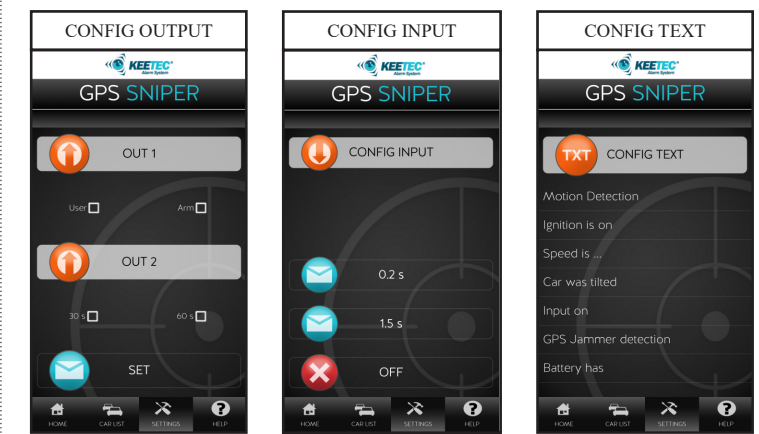 CONFIG OUTPUT
KEETEC
Alarm System
GPS SNIPER
OUT 1
User
Arm
OUT 2
30 s
60 s
SET
HOME
CAR LIST
SETTINGS
HELP
CONFIG INPUT
KEETEC
Alarm System
GPS SNIPER
CONFIG INPUT
0.2 s
1.5 s
OFF
HOME
CAR LIST
SETTINGS
HELP
CONFIG TEXT
KEETEC
Alarm System
GPS SNIPER
TXT CONFIG TEXT
Motion Detection
Ignition is on
Speed is ...
Car was tilted
Input on
GPS Jammer detection
Battery has
HOME
CAR LIST
SETTINGS
HELP